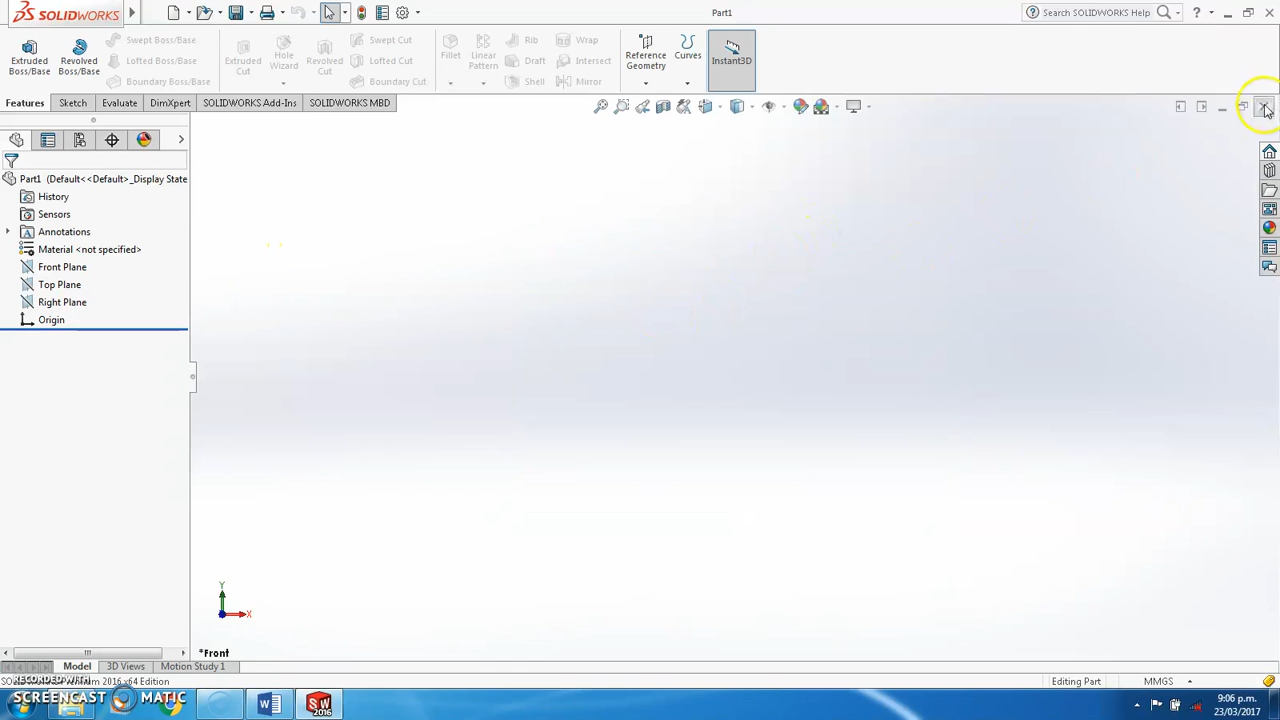 SOLIDWORKS
Part1
Search SOLIDWORKS Help
Extruded Boss/Base
Revolved Boss/Base
Swept Boss/Base
Lofted Boss/Base
Boundary Boss/Base
Extruded Cut
Hole Wizard
Revolved Cut
Swept Cut
Lofted Cut
Boundary Cut
Fillet
Linear Pattern
Rib
Draft
Shell
Wrap
Intersect
Mirror
Reference Geometry
Curves
Instant3D
Features
Sketch
Evaluate
DimXpert
SOLIDWORKS Add-Ins
SOLIDWORKS MBD
Part1 (Default<<Default>_Display State
History
Sensors
Annotations
Material <not specified>
Front Plane
Top Plane
Right Plane
Origin
Y
X
*Front
Model
3D Views
Motion Study 1
Premium 2016 x64 Edition
Editing Part
MMGS
RECORDED WITH
SCREENCAST MATIC
SW
2016
9:06 p.m.
23/03/2017